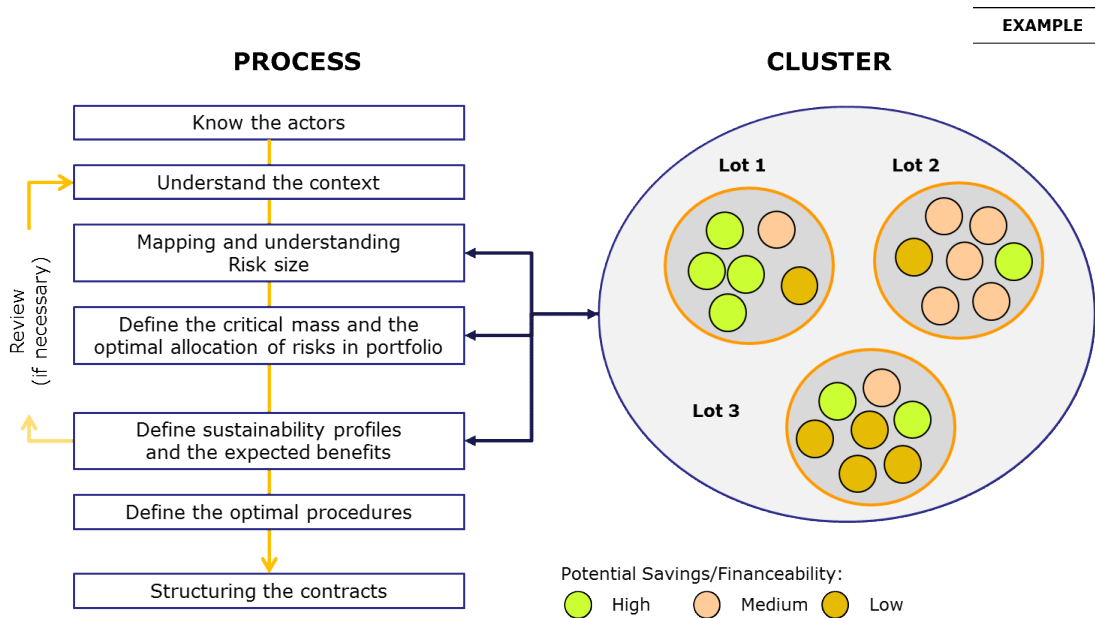 EXAMPLE
PROCESS
CLUSTER
Know the actors
Understand the context
Mapping and understanding
Risk size
Define the critical mass and the
optimal allocation of risks in portfolio
Define sustainability profiles
and the expected benefits
Define the optimal procedures
Structuring the contracts
Review
(if necessary)
Lot 1
Lot 2
Lot 3
Potential Savings/Financeability:
High
Medium
Low